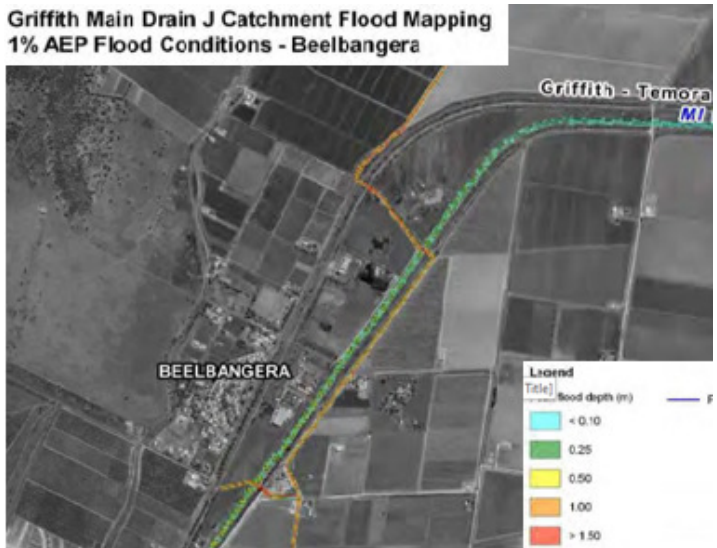 Griffith Main Drain J Catchment Flood Mapping
1% AEP Flood Conditions - Beelbangera
Griffith - Temora
MI
BEELBANGERA
Legend
Title]
flood depth (m)
< 0.10
0.25
0.50
1.00
> 1.50